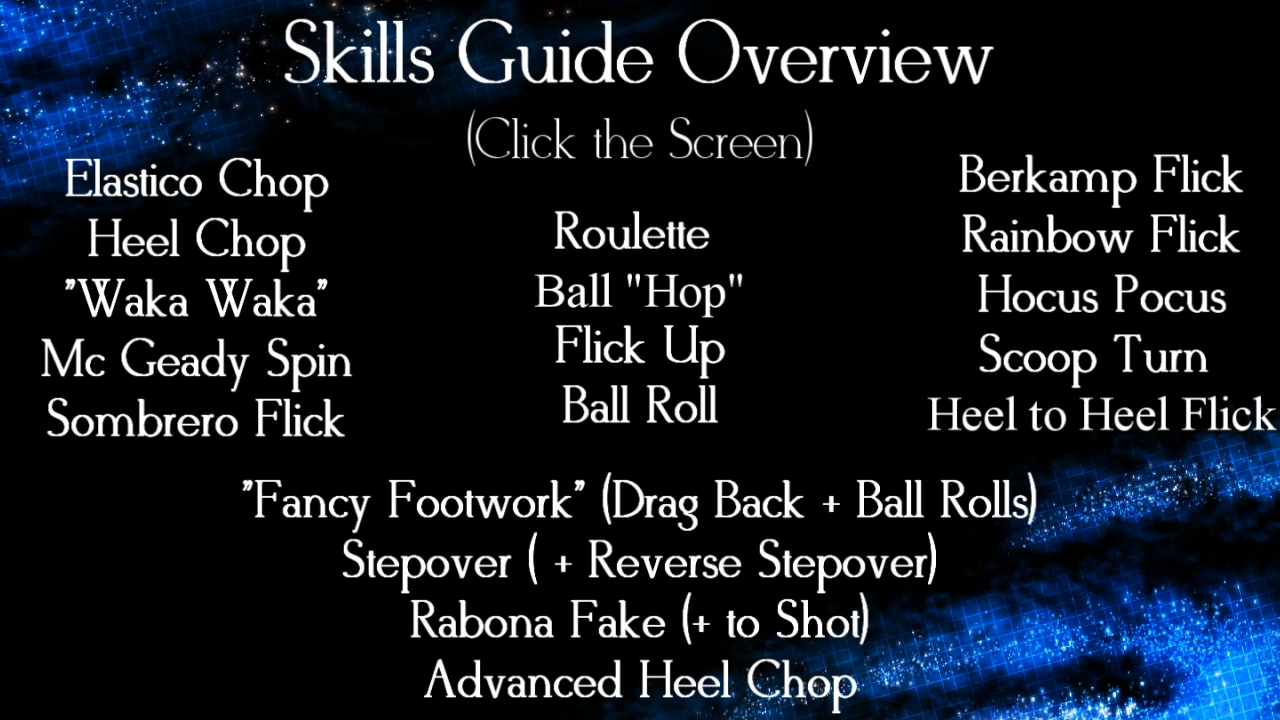 Skills Guide Overview
(Click the Screen)
Elastico Chop
Heel Chop
"Waka Waka"
Mc Geady Spin
Sombrero Flick
Roulette
Ball "Hop"
Flick Up
Ball Roll
Berkamp Flick
Rainbow Flick
Hocus Pocus
Scoop Turn
Heel to Heel Flick
"Fancy Footwork" (Drag Back + Ball Rolls)
Stepover ( + Reverse Stepover)
Rabona Fake (+ to Shot)
Advanced Heel Chop